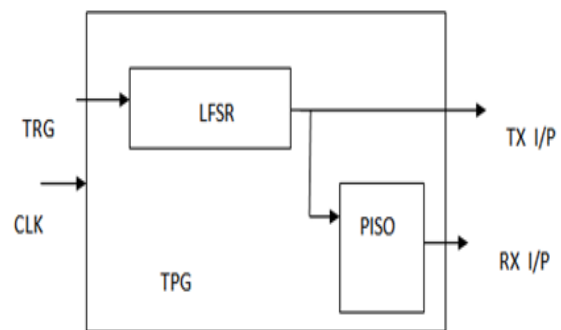 LFSR
TRG
TX I/P
CLK
PISO
RX I/P
TPG